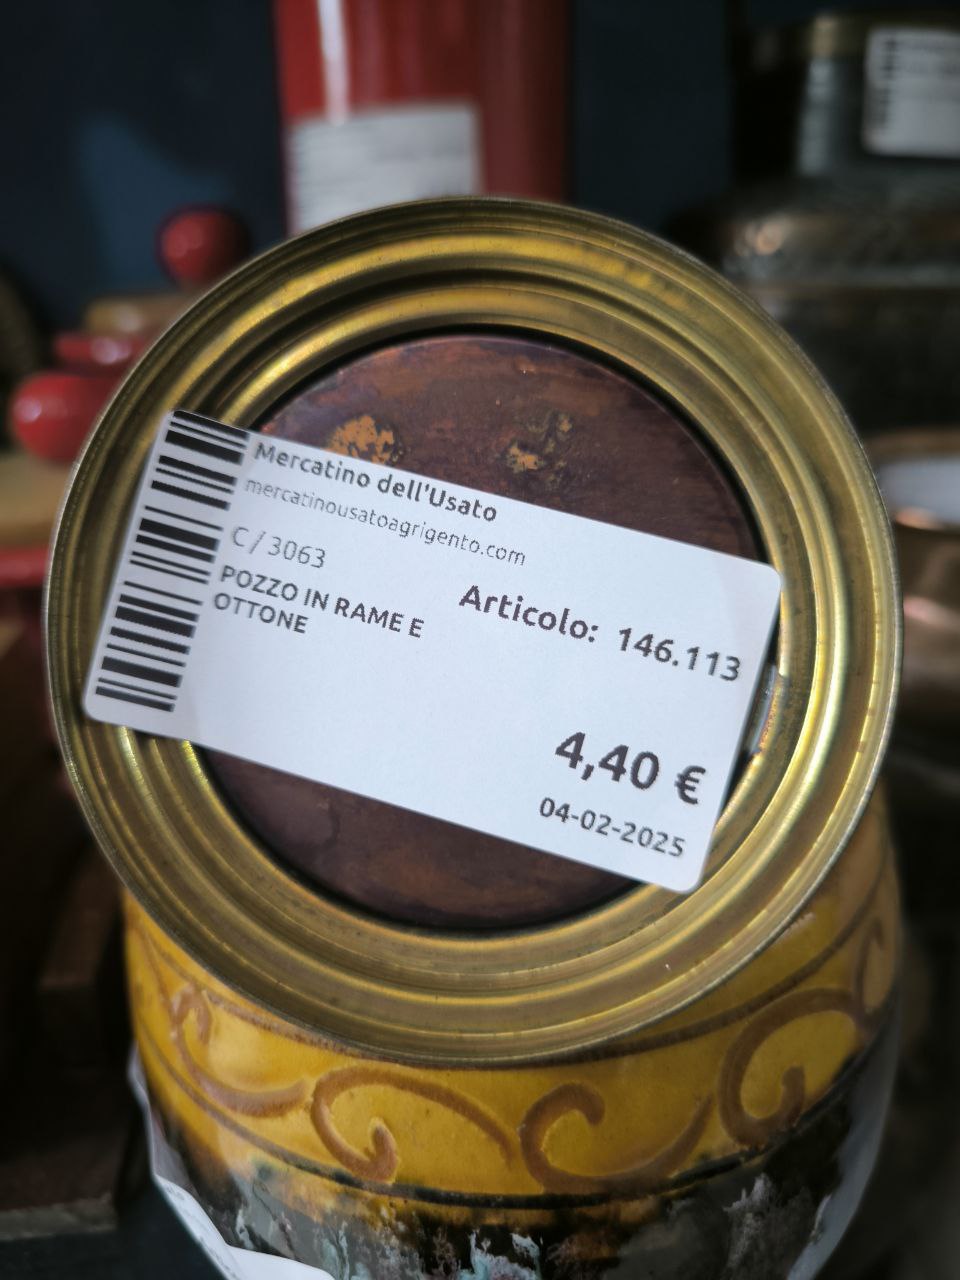 Mercatino dell'Usato
mercatinousatoagrigento.com
C/3063
POZZO IN RAME E
OTTONE
Articolo: 146.113
4,40 €
04-02-2025